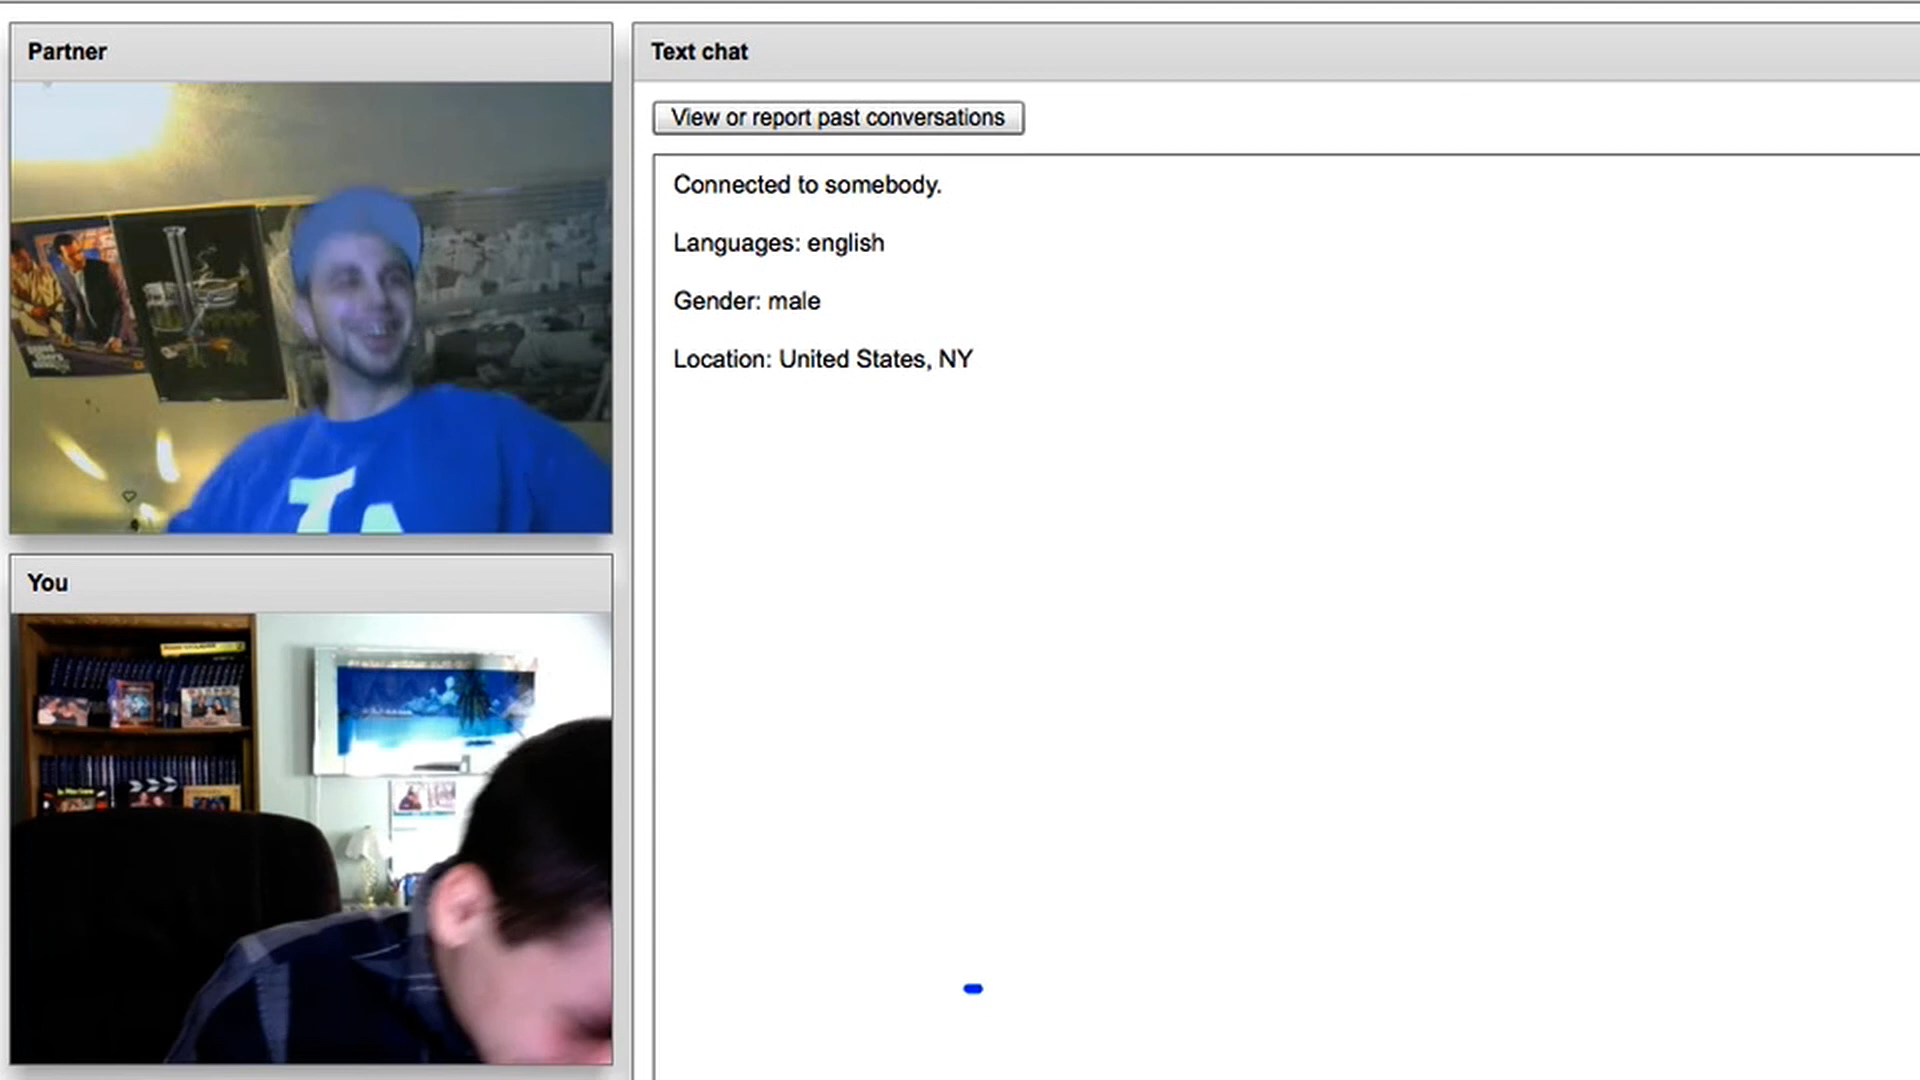 Partner
Text chat
View or report past conversations
Connected to somebody.
Languages: english
Gender: male
Location: United States, NY
You